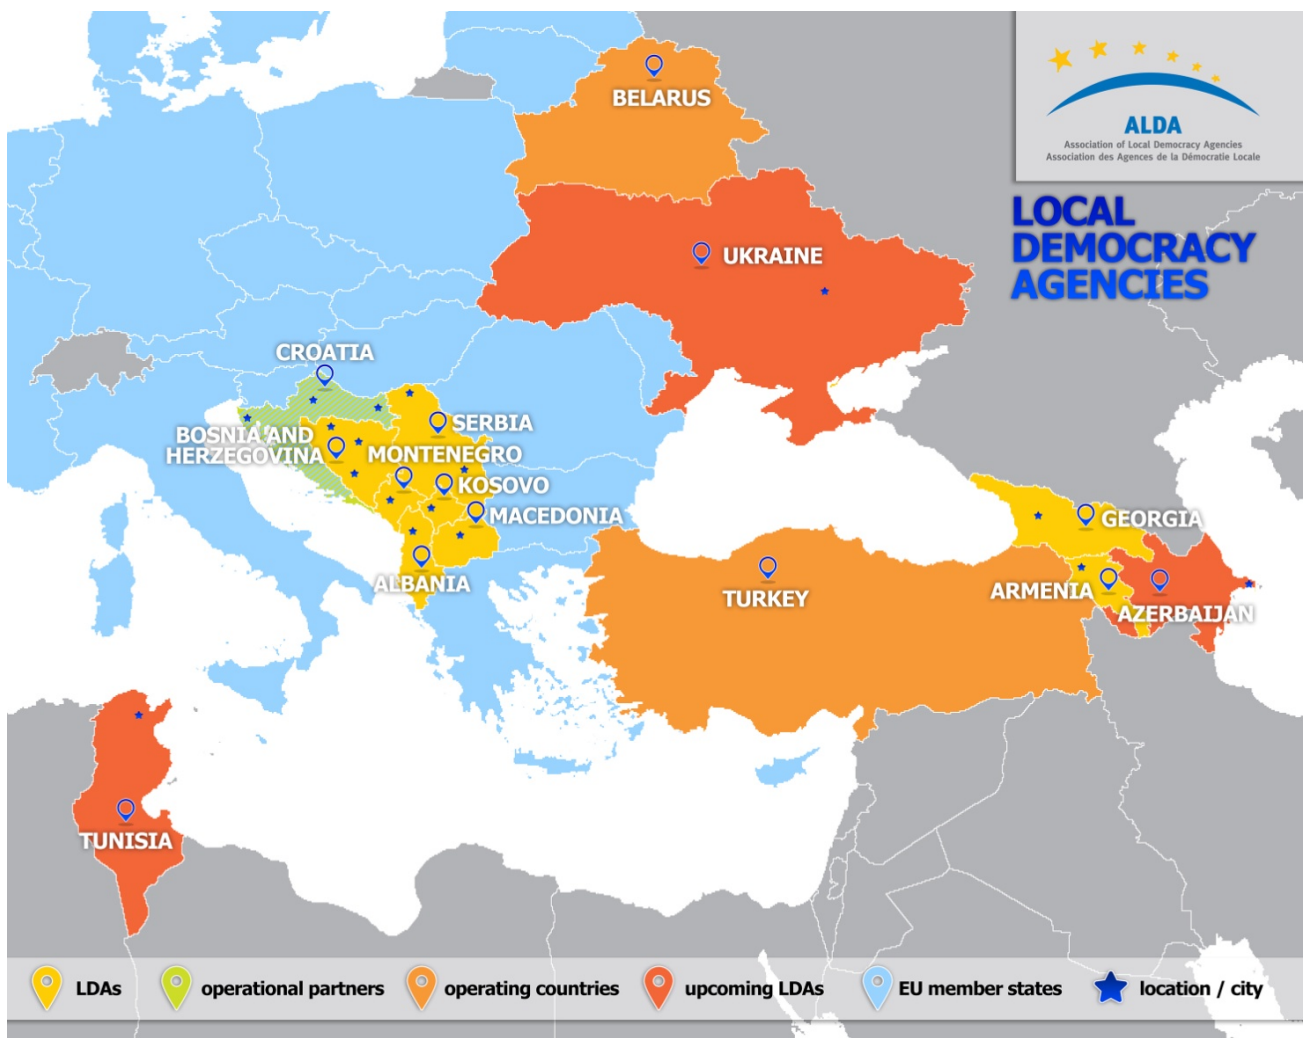 BELARUS
ALDA
Association of Local Democracy Agencies
Association des Agences de la Démocratie Locale
LOCAL
DEMOCRACY
AGENCIES
UKRAINE
CROATIA
SERBIA
BOSNIA AND
HERZEGOVINA
MONTENEGRO
KOSOVO
MACEDONIA
ALBANIA
GEORGIA
TURKEY
ARMENIA
AZERBAIJAN
TUNISIA
LDAs
operational partners
operating countries
upcoming LDAs
EU member states
location / city